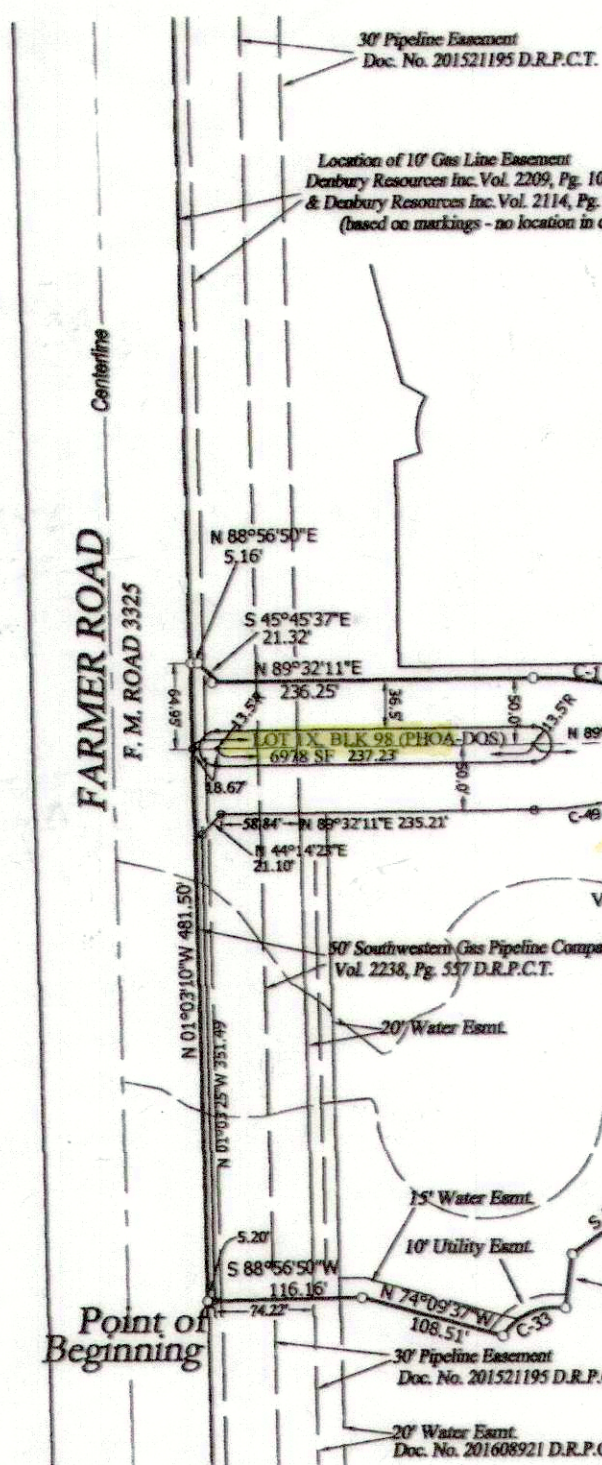 30' Pipeline Easement
Doc. No. 201521195 D.R.P.C.T.
Location of 10' Gas Line Easement
Denbury Resources Inc. Vol. 2209, Pg. 10
& Denbury Resources Inc. Vol. 2114, Pg.
(based on markings - no location in
Centerline
FARMER ROAD
F. M. ROAD 3325
N 88°56'50"E
5.16'
S 45°45'37"E
21.32'
N 89°32'11"E
236.25'
C-1
64.95'
13.5'R
36.5'
50.0'
13.5'R
LOT 1X, BLK 98 (PHOA-DOS)
6978 SF 237.23'
N 89
18.67'
50.0'
58.84'
N 89°32'11"E 235.21'
C-49
N 44°14'23"E
21.10'
N 01°03'10"W 481.50'
50' Southwestern Gas Pipeline Compa
Vol. 2238, Pg. 557 D.R.P.C.T.
20' Water Esmt.
N 01°03'25"W 351.49
15' Water Esmt.
10' Utility Esmt.
S
5.20'
S 88°56'50"W
116.16'
74.22'
N 74°09'37"W
108.51'
C-33
Point of
Beginning
30' Pipeline Easement
Doc. No. 201521195 D.R.P.
20' Water Esmt.
Doc. No. 201608921 D.R.P.